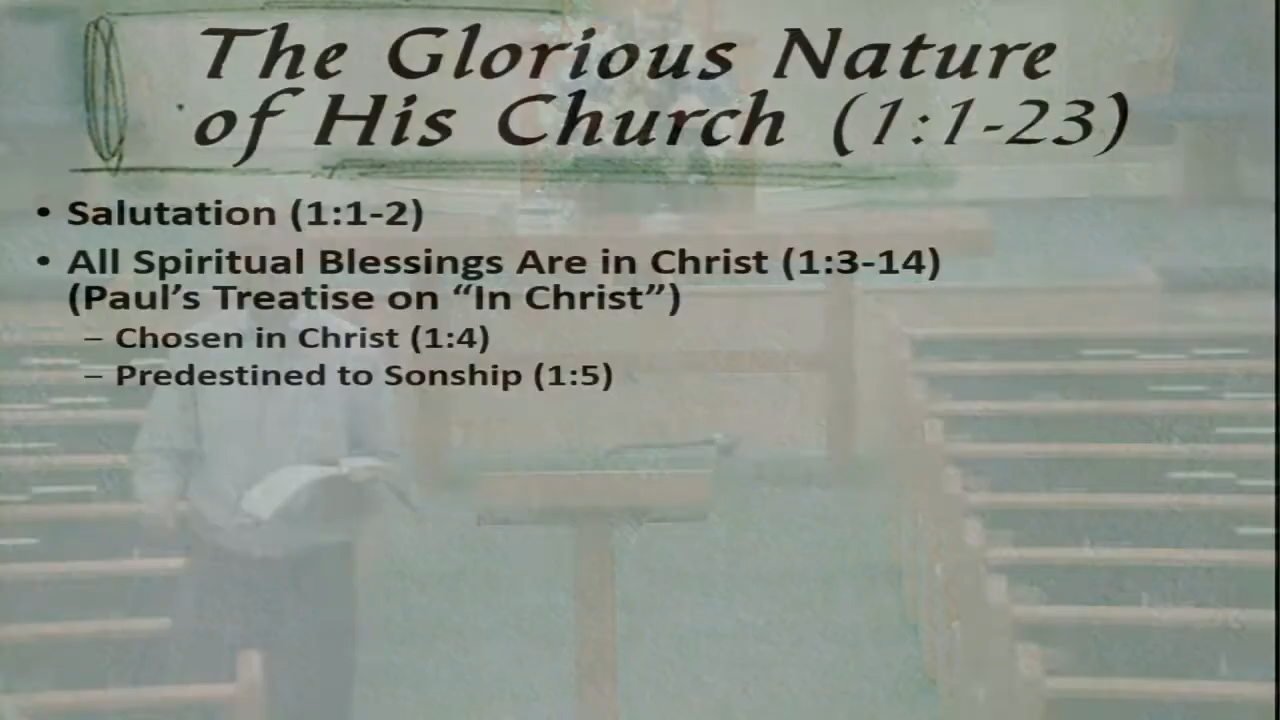 The Glorious Nature
of His Church (1:1-23)
• Salutation (1:1-2)
• All Spiritual Blessings Are in Christ (1:3-14)
(Paul’s Treatise on “In Christ”)
– Chosen in Christ (1:4)
– Predestined to Sonship (1:5)